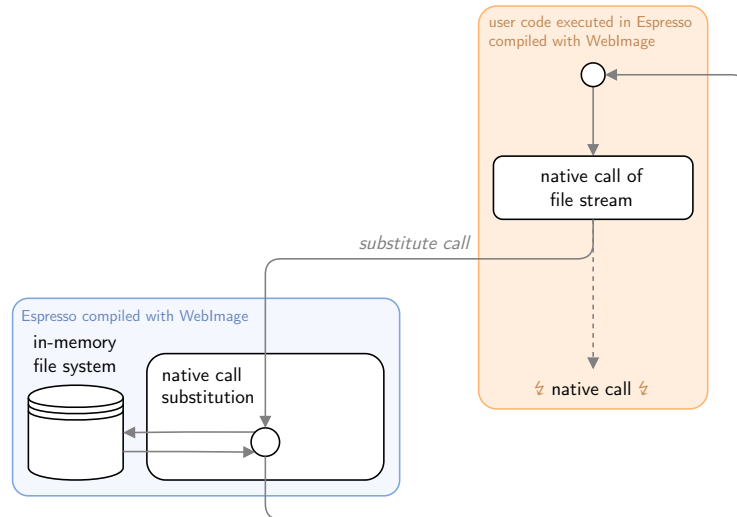 user code executed in Espresso
compiled with WebImage
native call of
file stream
substitute call
Espresso compiled with WebImage
in-memory
file system
native call
substitution
↯ native call ↯